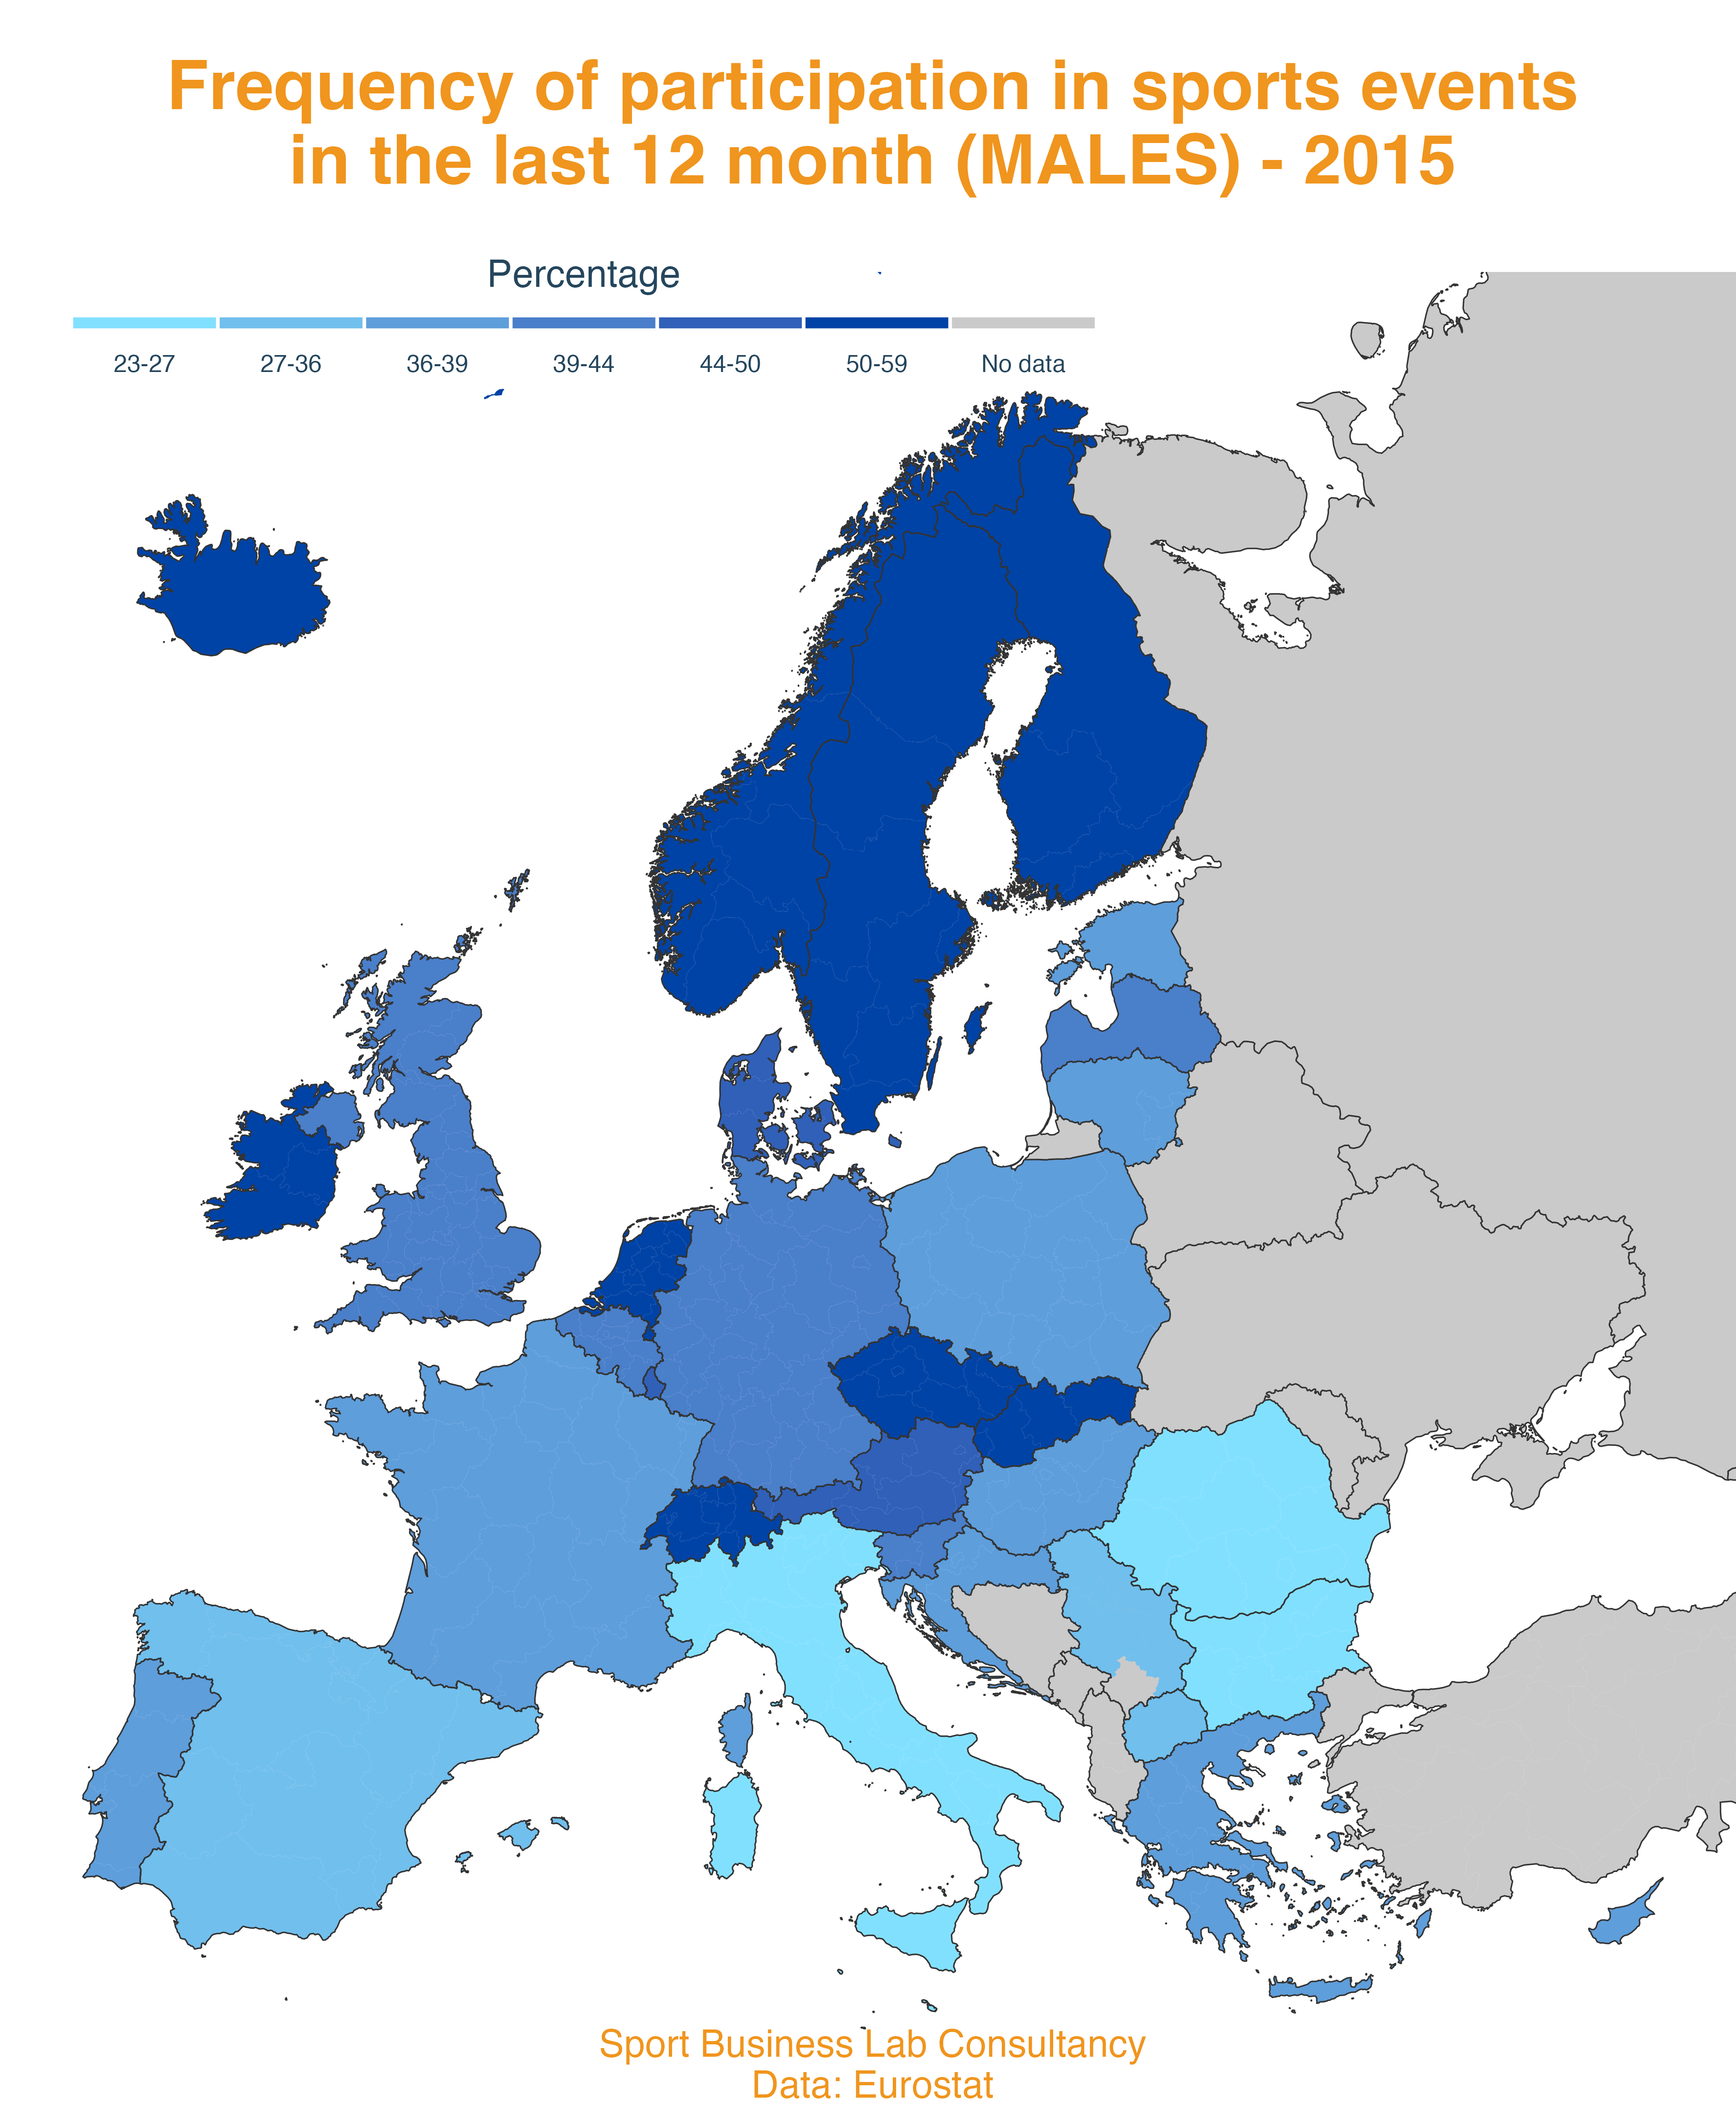 Frequency of participation in sports events
in the last 12 month (MALES) - 2015
Percentage
23-27 27-36 36-39 39-44 44-50 50-59 No data
Sport Business Lab Consultancy
Data: Eurostat